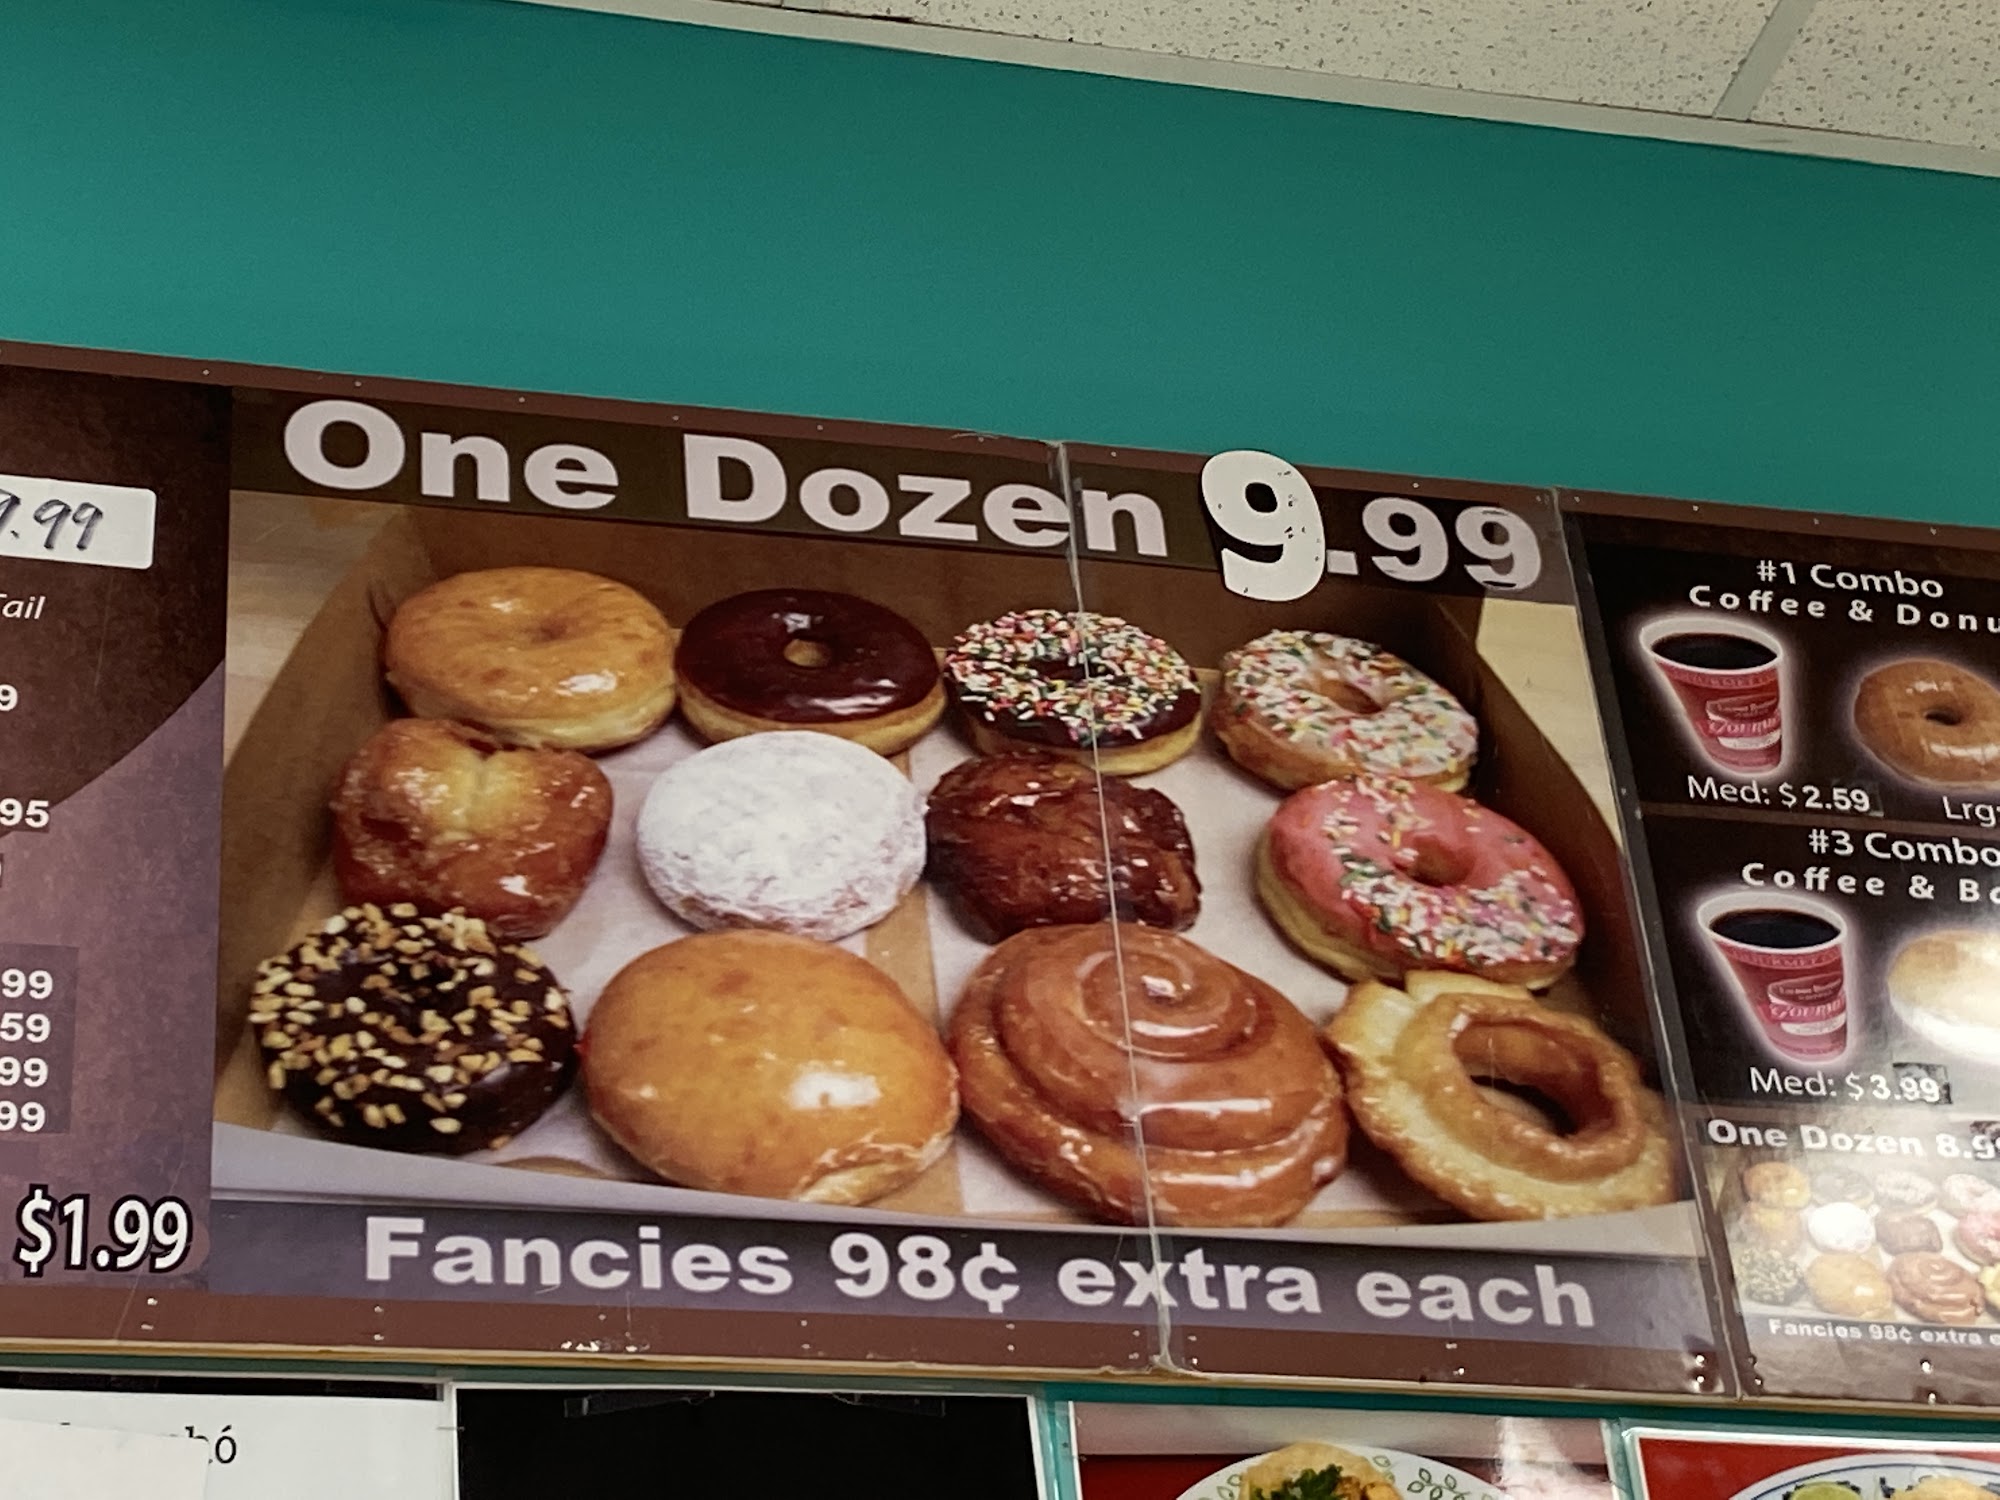 9.99
Tail
9
95
99
59
99
99
$1.99
One Dozen 9.99
Fancies 98¢ extra each
#1 Combo
Coffee & Donu
Med: $2.59
Lrg:
#3 Combo
Coffee & Ba
Med: $3.99
One Dozen 8.99
Fancies 98¢ extra e